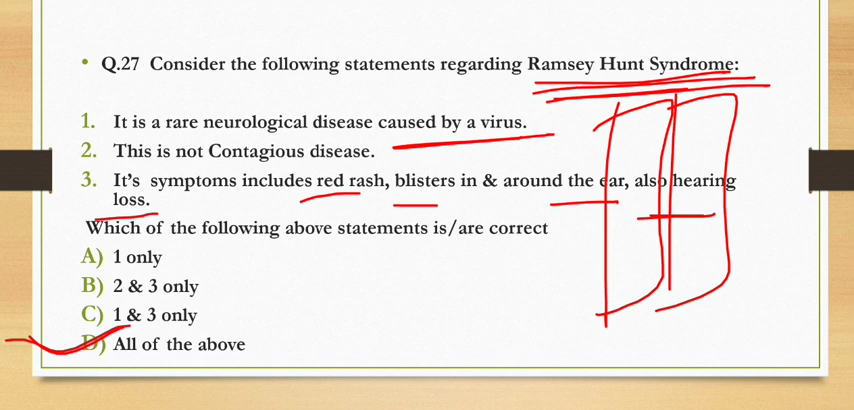 • Q.27 Consider the following statements regarding Ramsey Hunt Syndrome:
1. It is a rare neurological disease caused by a virus.
2. This is not Contagious disease.
3. It's symptoms includes red rash, blisters in & around the ear, also hearing
loss.
Which of the following above statements is/are correct
A) 1 only
B) 2 & 3 only
C) 1 & 3 only
D) All of the above